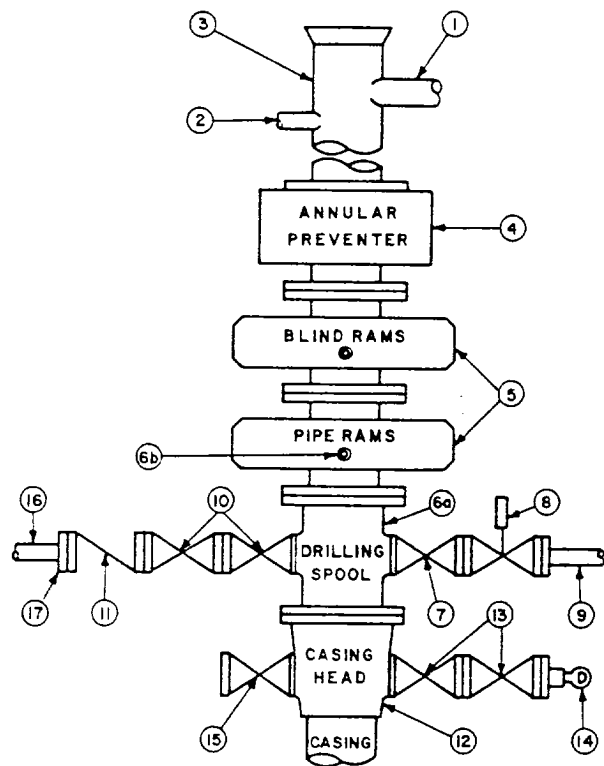 3
1
2
ANNULAR
PREVENTER
4
BLIND RAMS
5
PIPE RAMS
6b
16
10
6a
8
DRILLING
SPOOL
17
11
7
9
13
CASING
HEAD
15
12
14
CASING